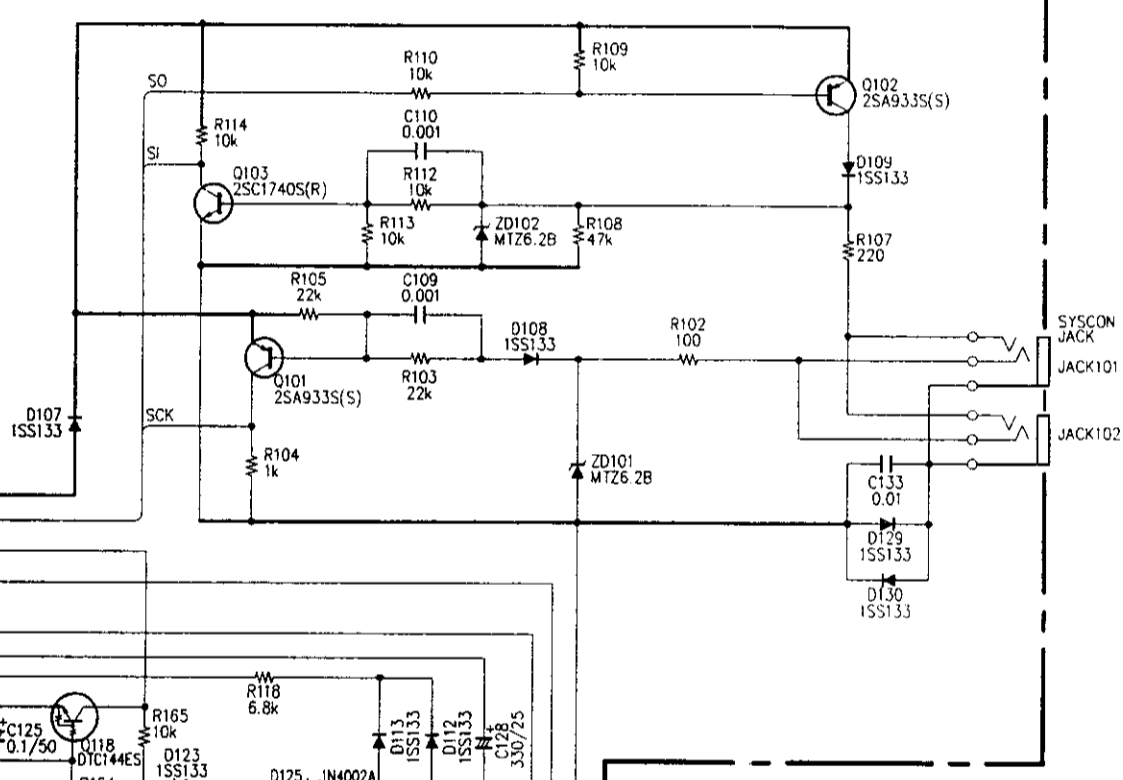 R109
10k
R110
10k
SO
Q102
2SA933S(S)
C110
0.001
R114
10k
SI
D109
1SS133
Q103
2SC1740S(R)
R112
10k
R113
10k
ZD102
MTZ6.2B
R108
47k
R107
220
R105
22k
C109
0.001
SYSCON
JACK
D108
1SS133
R102
100
JACK101
Q101
2SA933S(S)
R103
22k
D107
1SS133
SCK
JACK102
R104
1k
ZD101
MTZ6.2B
C133
0.01
D129
1SS133
D130
1SS133
R118
6.8k
C125
0.1/50
Q118
DTC144ES
R165
10k
D123
1SS133
D113
1SS133
D112
1SS133
C128
330/25
D125
1N4002A